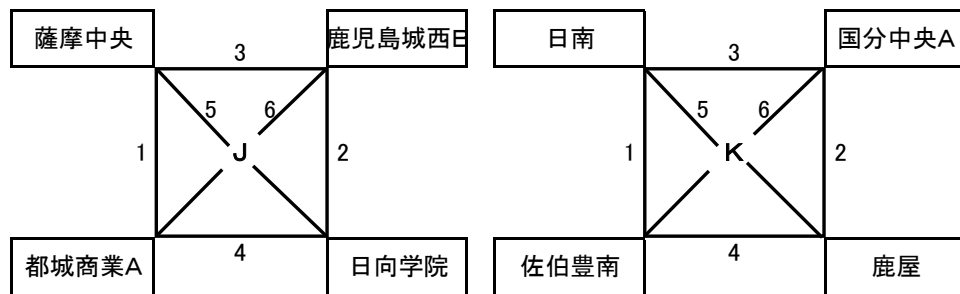 薩摩中央 鹿児島城西B 日南 国分中央A
3 3
5 6 5 6
1 J 2 1 K 2
4 4
都城商業A 日向学院 佐伯豊南 鹿屋